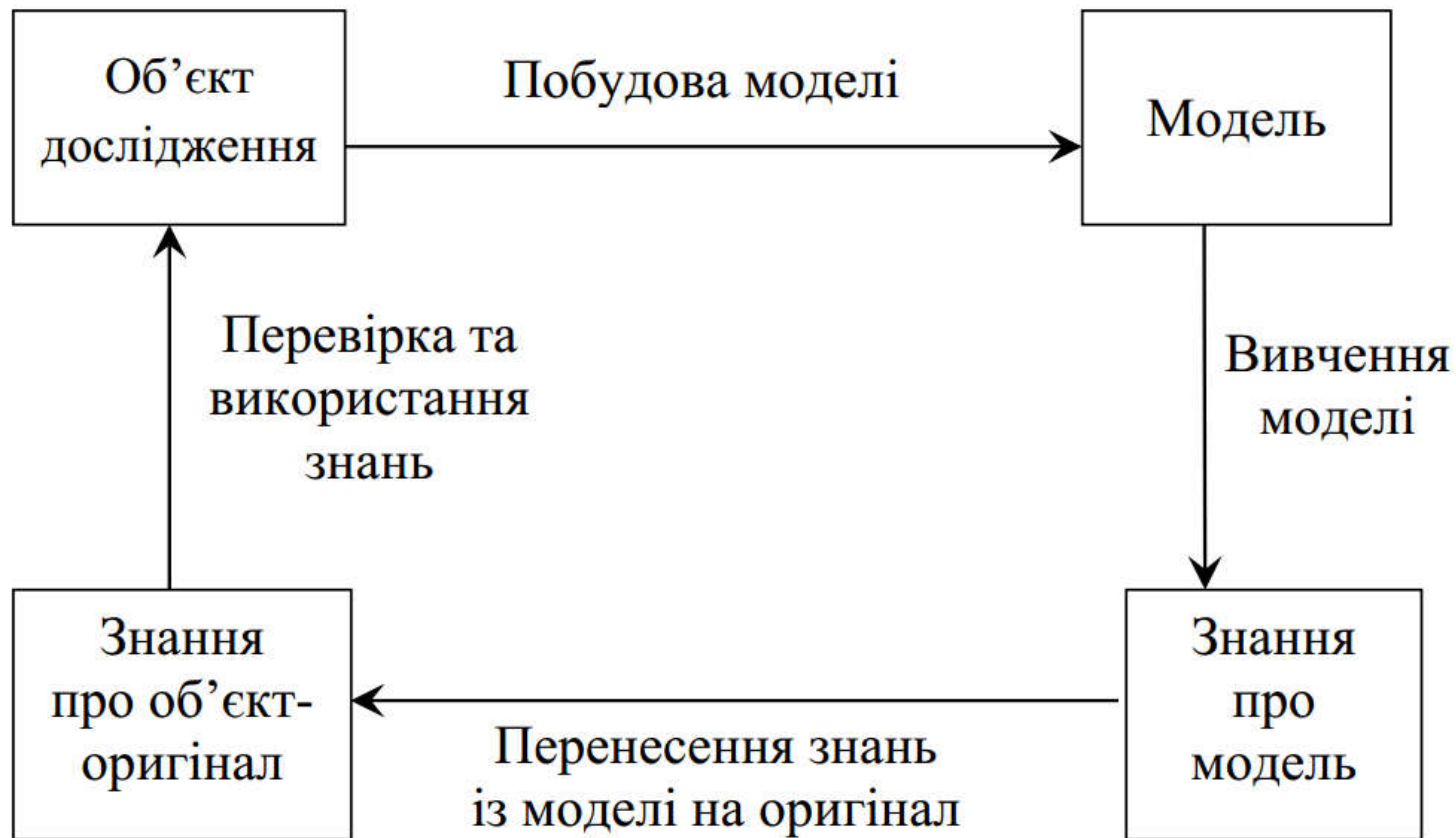 Об’єкт
дослідження
Побудова моделі
Модель
Перевірка та
використання
знань
Вивчення
моделі
Знання
про об’єкт-
оригінал
Перенесення знань
із моделі на оригінал
Знання
про
модель